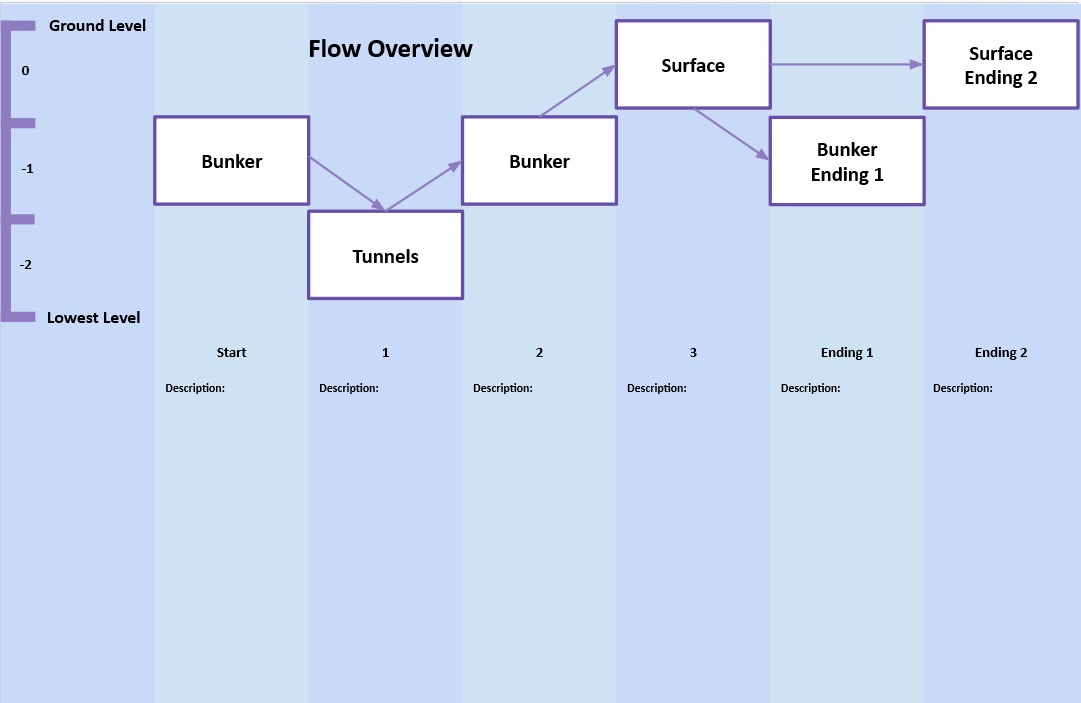 Ground Level
Flow Overview
0
Surface
Surface
Ending 2
-1
Bunker
Bunker
Bunker
Ending 1
-2
Tunnels
Lowest Level
Start
1
2
3
Ending 1
Ending 2
Description:
Description:
Description:
Description:
Description:
Description: